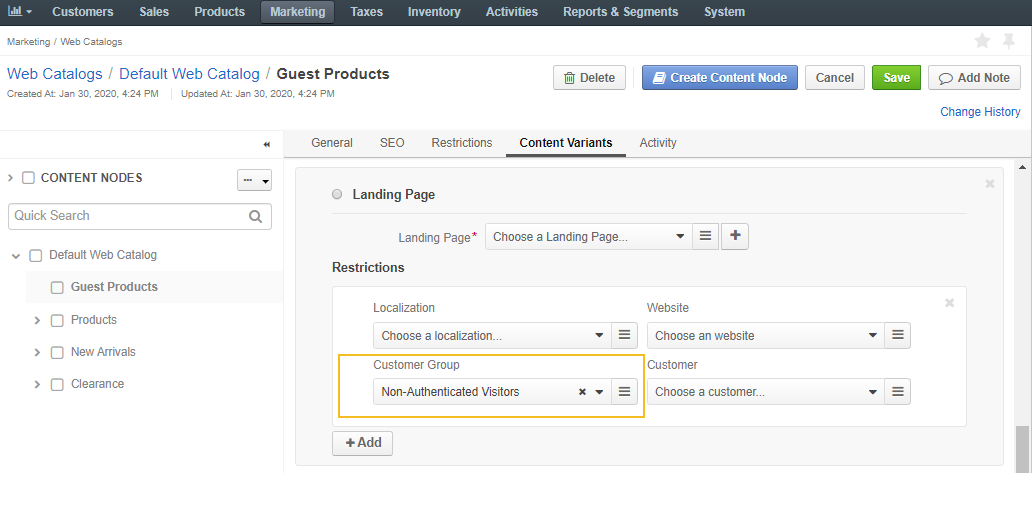 Customers Sales Products Marketing Taxes Inventory Activities Reports & Segments System
Marketing / Web Catalogs
Web Catalogs / Default Web Catalog / Guest Products
Delete Create Content Node Cancel Save Add Note
Created At: Jan 30, 2020, 4:24 PM Updated At: Jan 30, 2020, 4:24 PM
Change History
General SEO Restrictions Content Variants Activity
CONTENT NODES ...
Quick Search
Default Web Catalog
Guest Products
Products
New Arrivals
Clearance
Landing Page
Landing Page* Choose a Landing Page...
Restrictions
Localization Website
Choose a localization... Choose an website
Customer Group Customer
Non-Authenticated Visitors Choose a customer...
+ Add